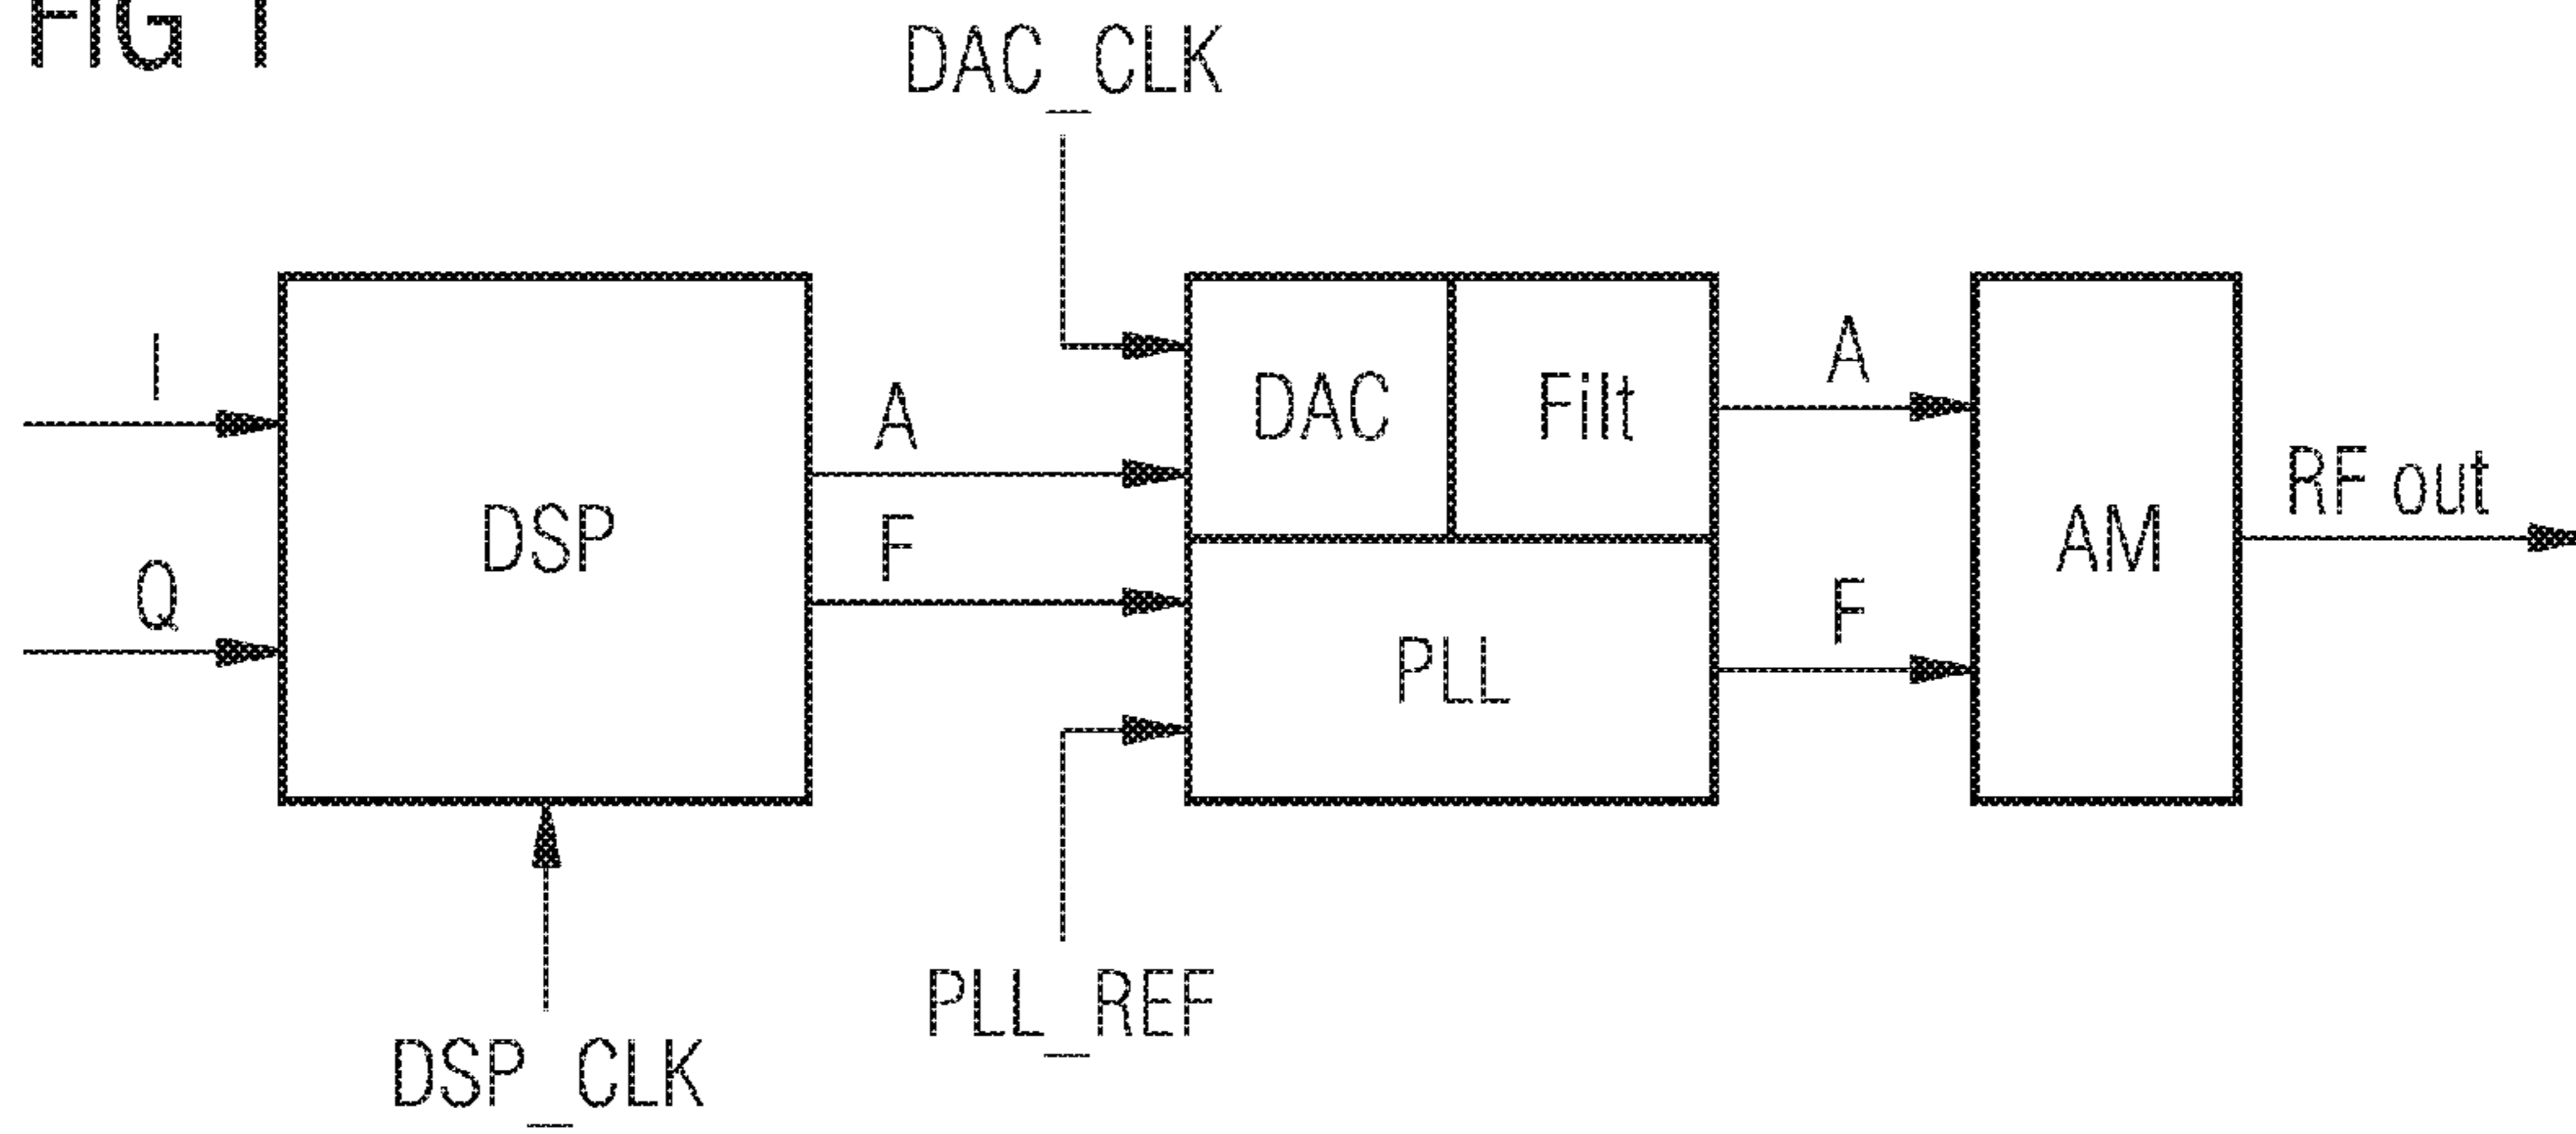 FIG 1
DAC_CLK
I
A
DAC
Filt
A
RF out
Q
DSP
F
PLL
F
AM
PLL_REF
DSP_CLK